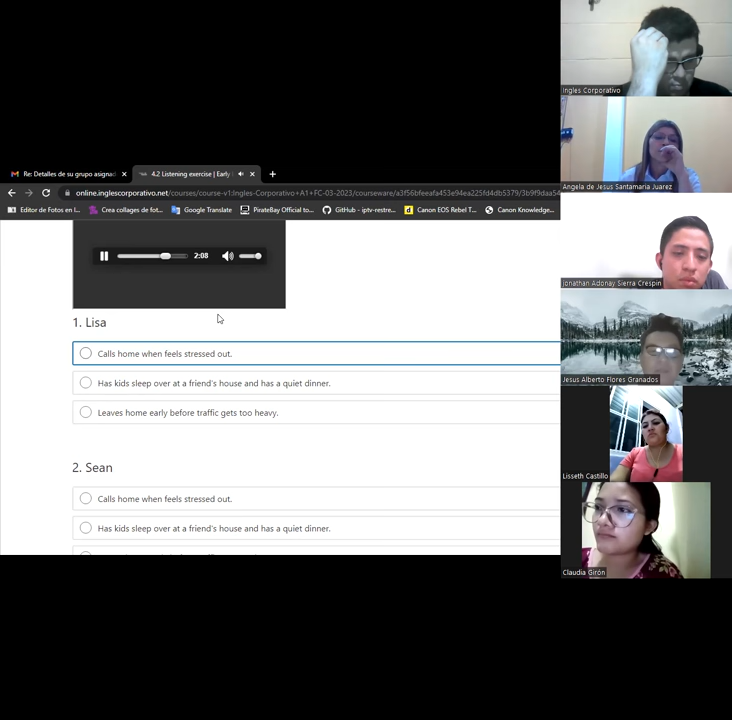 Re: Detalles de su grupo asignad
4.2 Listening exercise | Early
online.inglescorporativo.net/courses/course-v1:Ingles-Corporativo+A1+FC-03-2023/courseware/a3f56bfeefa453e94ea225fd4db5379/3b9f9daa54
Editor de Fotos en l...
Crea collages de fot...
Google Translate
PirateBay Official to...
GitHub - iptv-restre...
Canon EOS Rebel T...
Canon Knowledge...
2:08
1. Lisa
Calls home when feels stressed out.
Has kids sleep over at a friend's house and has a quiet dinner.
Leaves home early before traffic gets too heavy.
2. Sean
Calls home when feels stressed out.
Has kids sleep over at a friend's house and has a quiet dinner.
Ingles Corporativo
Angela de Jesus Santamaria Juarez
Jonathan Adonay Sierra Crespin
Jesus Alberto Flores Granados
Lisseth Castillo
Claudia Girón